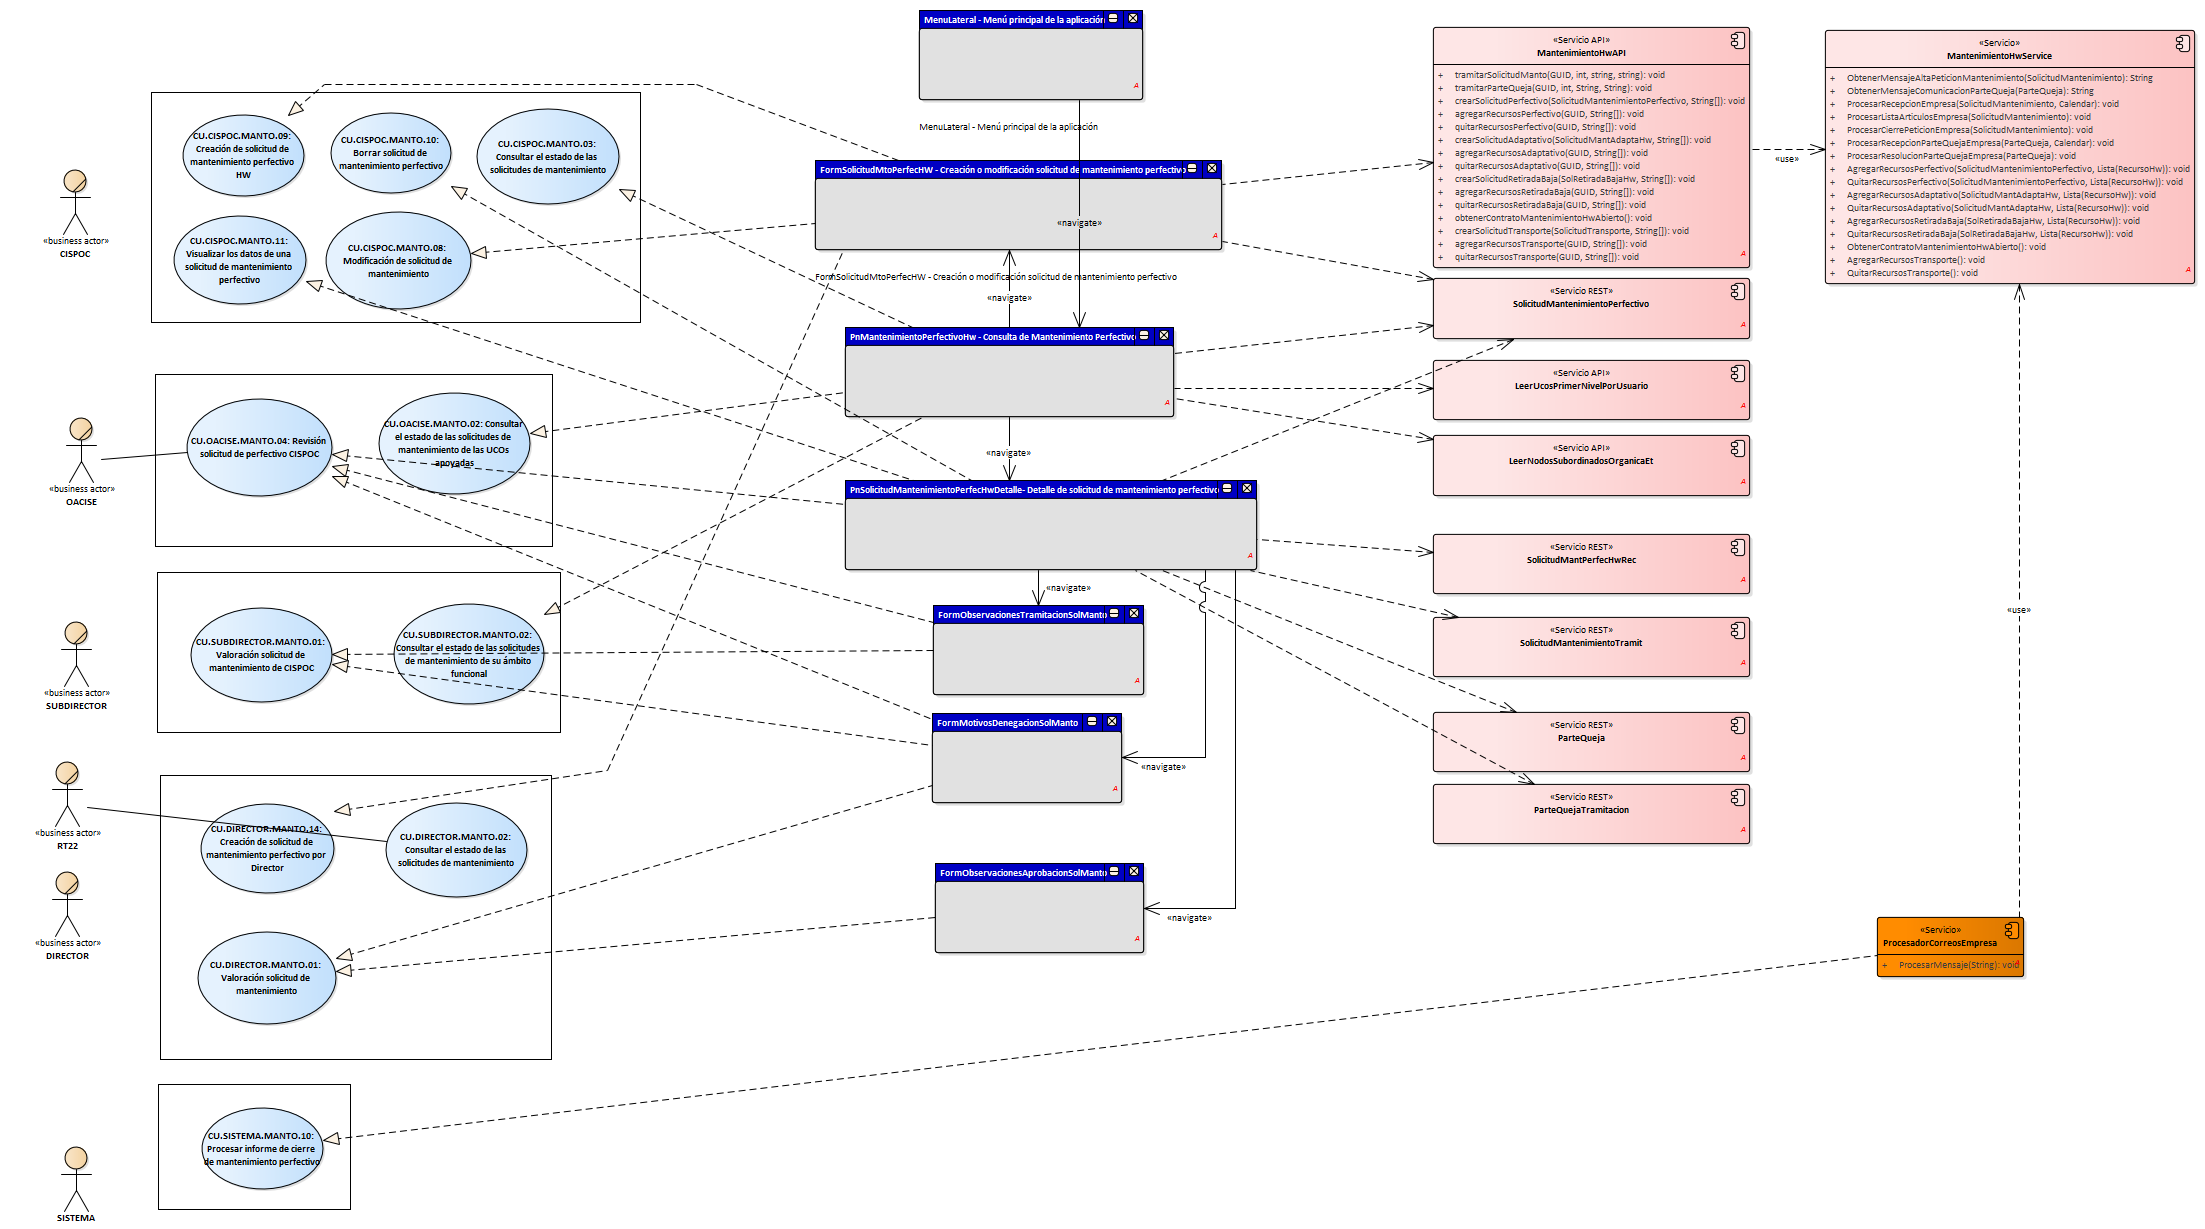 MenuLateral - Menú principal de la aplicación
A
MenuLateral - Menú principal de la aplicación
«business actor»
CISPOC
CU.CISPOC.MANTO.09:
Creación de solicitud de
mantenimiento perfectivo
HW
CU.CISPOC.MANTO.10:
Borrar solicitud de
mantenimiento perfectivo
CU.CISPOC.MANTO.03:
Consultar el estado de las
solicitudes de mantenimiento
CU.CISPOC.MANTO.11:
Visualizar los datos de una
solicitud de mantenimiento
perfectivo
CU.CISPOC.MANTO.08:
Modificación de solicitud de
mantenimiento
FormSolicitudMtoPerfecHW - Creación o modificación solicitud de mantenimiento perfectivo
«navigate»
A
FormSolicitudMtoPerfecHW - Creación o modificación solicitud de mantenimiento perfectivo
«navigate»
PnMantenimientoPerfectivoHw - Consulta de Mantenimiento Perfectivo
A
«navigate»
PnSolicitudMantenimientoPerfecHwDetalle- Detalle de solicitud de mantenimiento perfectivo
A
«navigate»
FormObservacionesTramitacionSolManto
A
FormMotivosDenegacionSolManto
A
«navigate»
FormObservacionesAprobacionSolManto
A
«navigate»
«business actor»
OACISE
CU.OACISE.MANTO.04: Revisión
solicitud de perfectivo CISPOC
CU.OACISE.MANTO.02: Consultar
el estado de las solicitudes de
mantenimiento de las UCOs
apoyadas
«business actor»
SUBDIRECTOR
CU.SUBDIRECTOR.MANTO.01:
Valoración solicitud de
mantenimiento de CISPOC
CU.SUBDIRECTOR.MANTO.02:
Consultar el estado de las solicitudes
de mantenimiento de su ámbito
funcional
«business actor»
RT22
«business actor»
DIRECTOR
CU.DIRECTOR.MANTO.14:
Creación de solicitud de
mantenimiento perfectivo por
Director
CU.DIRECTOR.MANTO.02:
Consultar el estado de las
solicitudes de mantenimiento
CU.DIRECTOR.MANTO.01:
Valoración solicitud de
mantenimiento
SISTEMA
CU.SISTEMA.MANTO.10:
Procesar informe de cierre
de mantenimiento perfectivo
«Servicio API»
MantenimientoHwAPI
+ tramitarSolicitudManto(GUID, int, string, string): void
+ tramitarParteQueja(GUID, int, String, String): void
+ crearSolicitudPerfectivo(SolicitudMantenimientoPerfectivo, String[]): void
+ agregarRecursosPerfectivo(GUID, String[]): void
+ quitarRecursosPerfectivo(GUID, String[]): void
+ crearSolicitudAdaptativo(SolicitudMantAdaptaHw, String[]): void
+ agregarRecursosAdaptativo(GUID, String[]): void
+ quitarRecursosAdaptativo(GUID, String[]): void
+ crearSolicitudRetiradaBaja(SolRetiradaBajaHw, String[]): void
+ agregarRecursosRetiradaBaja(GUID, String[]): void
+ quitarRecursosRetiradaBaja(GUID, String[]): void
+ obtenerContratoMantenimientoHwAbierto(): void
+ crearSolicitudTransporte(SolicitudTransporte, String[]): void
+ agregarRecursosTransporte(GUID, String[]): void
+ quitarRecursosTransporte(GUID, String[]): void
A
«use»
«Servicio»
MantenimientoHwService
+ ObtenerMensajeAltaPeticionMantenimiento(SolicitudMantenimiento): String
+ ObtenerMensajeComunicacionParteQueja(ParteQueja): String
+ ProcesarRecepcionEmpresa(SolicitudMantenimiento, Calendar): void
+ ProcesarListaArticulosEmpresa(SolicitudMantenimiento): void
+ ProcesarCierrePeticionEmpresa(SolicitudMantenimiento): void
+ ProcesarRecepcionParteQuejaEmpresa(ParteQueja, Calendar): void
+ ProcesarResolucionParteQuejaEmpresa(ParteQueja): void
+ AgregarRecursosPerfectivo(SolicitudMantenimientoPerfectivo, Lista(RecursoHw)): void
+ QuitarRecursosPerfectivo(SolicitudMantenimientoPerfectivo, Lista(RecursoHw)): void
+ AgregarRecursosAdaptativo(SolicitudMantAdaptaHw, Lista(RecursoHw)): void
+ QuitarRecursosAdaptativo(SolicitudMantAdaptaHw, Lista(RecursoHw)): void
+ AgregarRecursosRetiradaBaja(SolRetiradaBajaHw, Lista(RecursoHw)): void
+ QuitarRecursosRetiradaBaja(SolRetiradaBajaHw, Lista(RecursoHw)): void
+ ObtenerContratoMantenimientoHwAbierto(): void
+ AgregarRecursosTransporte(): void
+ QuitarRecursosTransporte(): void
A
«Servicio REST»
SolicitudMantenimientoPerfectivo
A
«Servicio API»
LeerUcosPrimerNivelPorUsuario
A
«Servicio API»
LeerNodosSubordinadosOrganicaEt
A
«Servicio REST»
SolicitudMantPerfecHwRec
A
«Servicio REST»
SolicitudMantenimientoTramit
A
«Servicio REST»
ParteQueja
A
«Servicio REST»
ParteQuejaTramitacion
A
«use»
«Servicio»
ProcesadorCorreosEmpresa
+ ProcesarMensaje(String): void